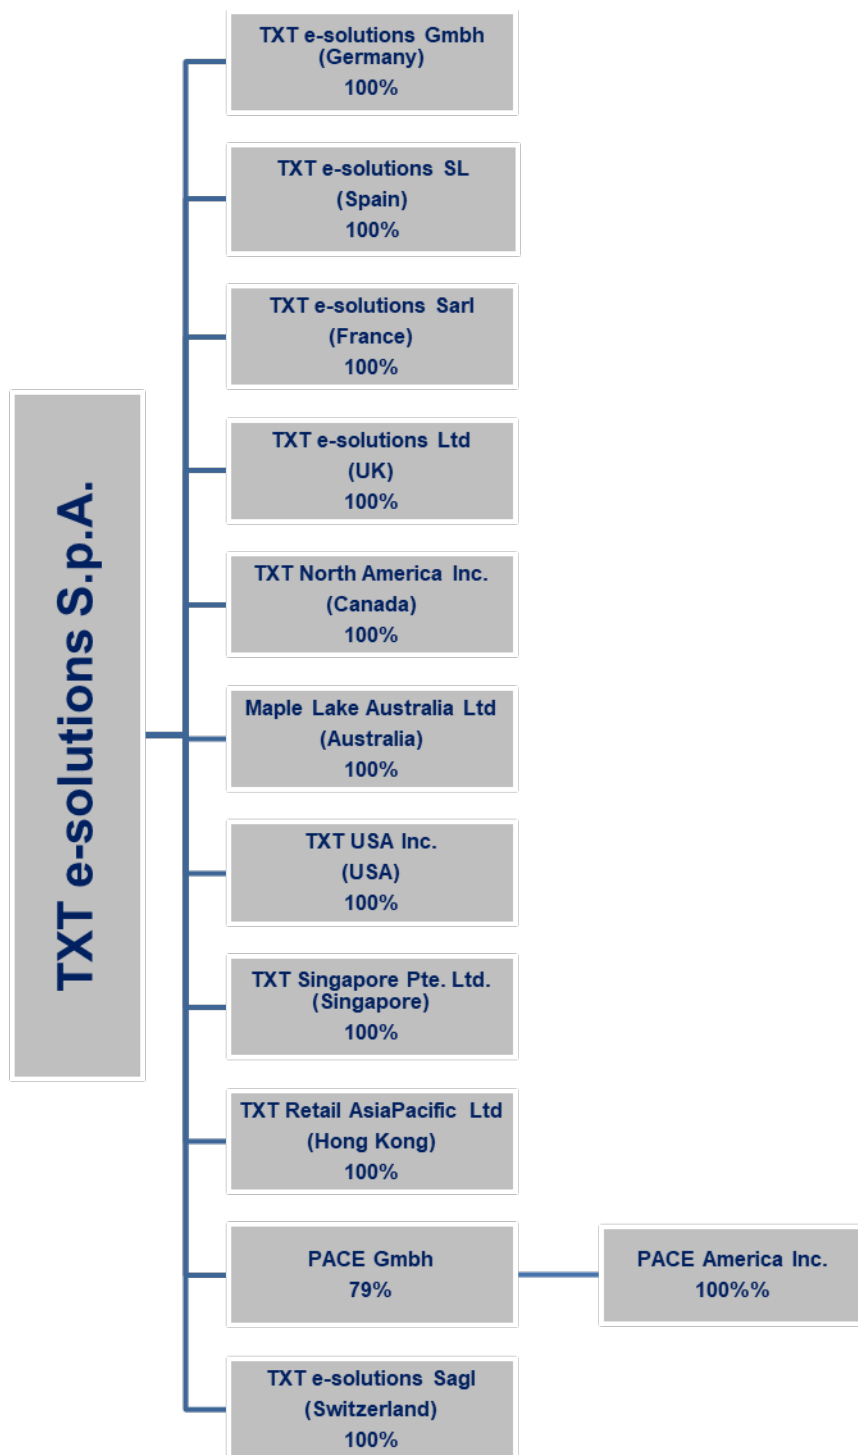 TXT e-solutions S.p.A.
TXT e-solutions Gmbh
(Germany)
100%
TXT e-solutions SL
(Spain)
100%
TXT e-solutions Sarl
(France)
100%
TXT e-solutions Ltd
(UK)
100%
TXT North America Inc.
(Canada)
100%
Maple Lake Australia Ltd
(Australia)
100%
TXT USA Inc.
(USA)
100%
TXT Singapore Pte. Ltd.
(Singapore)
100%
TXT Retail AsiaPacific Ltd
(Hong Kong)
100%
PACE Gmbh
79%
PACE America Inc.
100%%
TXT e-solutions Sagl
(Switzerland)
100%